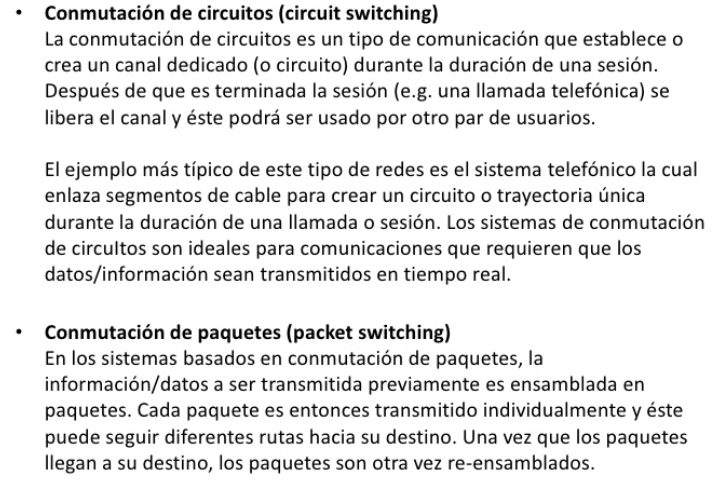 • Conmutación de circuitos (circuit switching)
La conmutación de circuitos es un tipo de comunicación que establece o
crea un canal dedicado (o circuito) durante la duración de una sesión.
Después de que es terminada la sesión (e.g. una llamada telefónica) se
libera el canal y éste podrá ser usado por otro par de usuarios.
El ejemplo más típico de este tipo de redes es el sistema telefónico la cual
enlaza segmentos de cable para crear un circuito o trayectoria única
durante la duración de una llamada o sesión. Los sistemas de conmutación
de circuItos son ideales para comunicaciones que requieren que los
datos/información sean transmitidos en tiempo real.
• Conmutación de paquetes (packet switching)
En los sistemas basados en conmutación de paquetes, la
información/datos a ser transmitida previamente es ensamblada en
paquetes. Cada paquete es entonces transmitido individualmente y éste
puede seguir diferentes rutas hacia su destino. Una vez que los paquetes
llegan a su destino, los paquetes son otra vez re-ensamblados.